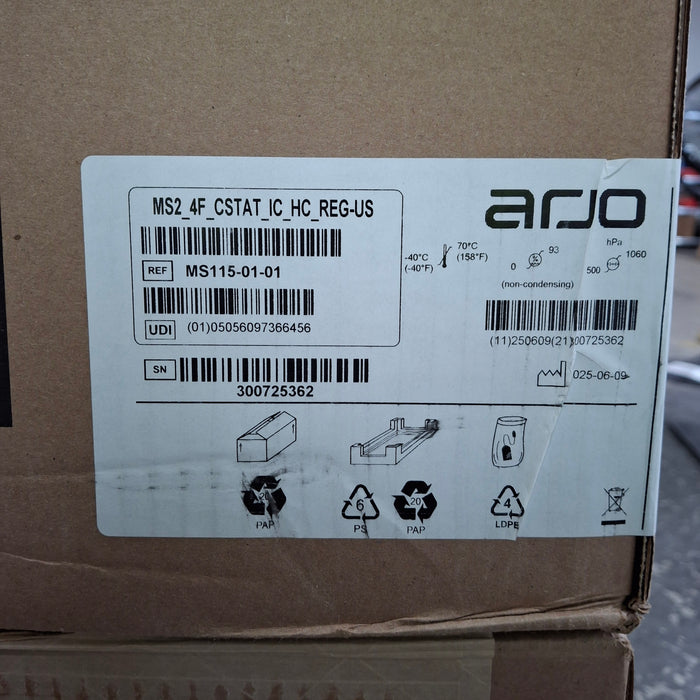 MS2_4F_CSTAT_IC_HC_REG-US
arjo
REF MS115-01-01
UDI (01)05056097366456
SN
300725362
-40°C
(-40°F)
70°C
(158°F)
0
%
93
(non-condensing)
hPa
500
1060
(11)250609(21)300725362
025-06-09
20
PAP
6
PS
20
PAP
4
LDPE